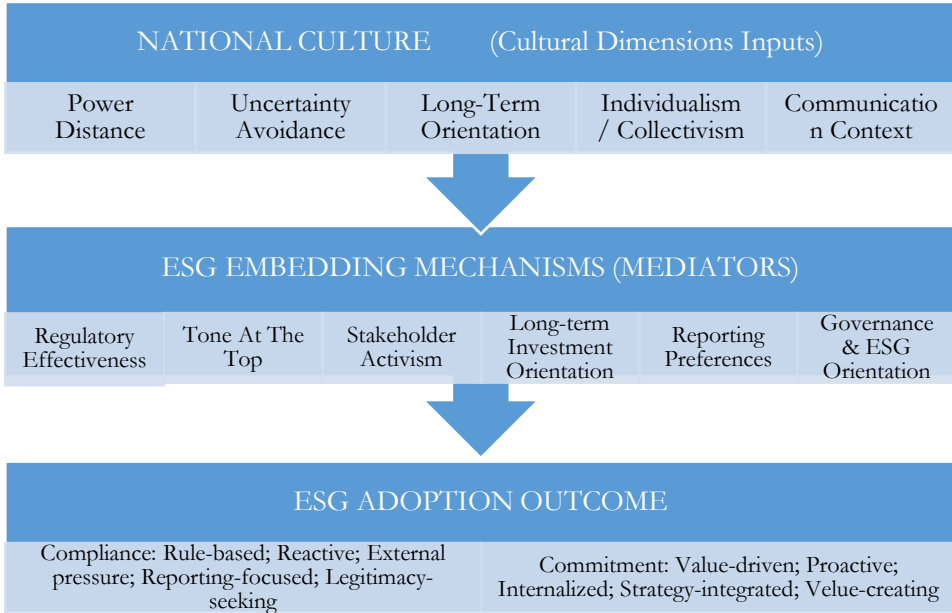 NATIONAL CULTURE (Cultural Dimensions Inputs)
Power
Distance
Uncertainty
Avoidance
Long-Term
Orientation
Individualism
/ Collectivism
Communicatio
n Context
ESG EMBEDDING MECHANISMS (MEDIATORS)
Regulatory
Effectiveness
Tone At The
Top
Stakeholder
Activism
Long-term
Investment
Orientation
Reporting
Preferences
Governance
& ESG
Orientation
ESG ADOPTION OUTCOME
Compliance: Rule-based; Reactive; External
pressure; Reporting-focused; Legitimacy-
seeking
Commitment: Value-driven; Proactive;
Internalized; Strategy-integrated; Velue-creating